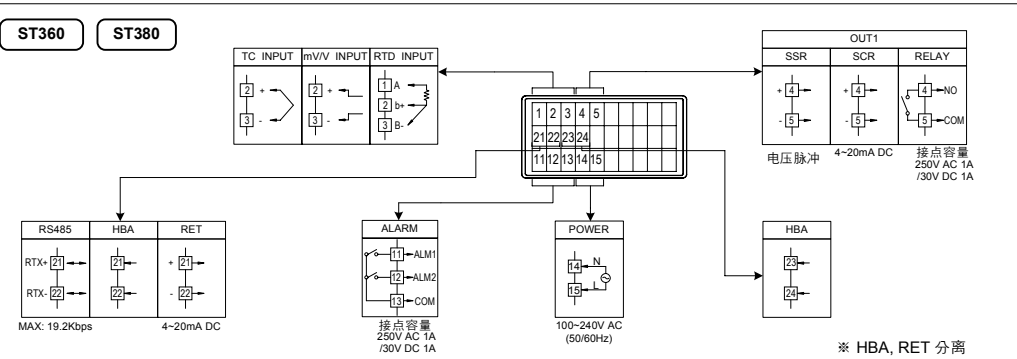 ST360 ST380
TC INPUT mV/V INPUT RTD INPUT
2 + 2 + 1 A
2 b+
3 - 3 - 3 B-
OUT1
SSR SCR RELAY
+ 4 + 4 4 NO
- 5 - 5 5 COM
电压脉冲 4~20mA DC 接点容量
250V AC 1A
/30V DC 1A
1 2 3 4 5
21 22 23 24
11 12 13 14 15
RS485 HBA RET
RTX+ 21 21 + 21
RTX- 22 22 - 22
MAX: 19.2Kbps 4~20mA DC
ALARM
11 ALM1
12 ALM2
13 COM
接点容量
250V AC 1A
/30V DC 1A
POWER
14 N
15 L
100~240V AC
(50/60Hz)
HBA
23
24
※ HBA, RET 分离